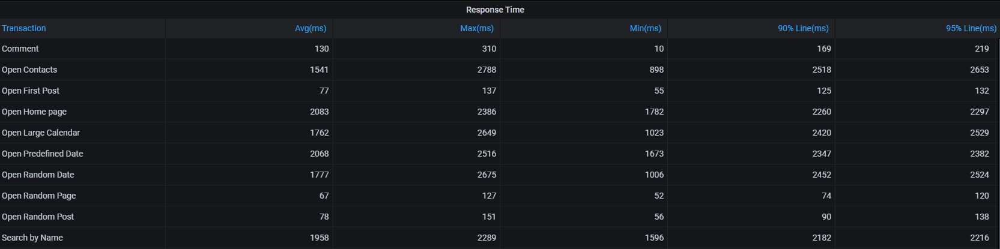 Response Time
Transaction Avg(ms) Max(ms) Min(ms) 90% Line(ms) 95% Line(ms)
Comment 130 310 10 169 219
Open Contacts 1541 2788 898 2518 2653
Open First Post 77 137 55 125 132
Open Home page 2083 2386 1782 2260 2297
Open Large Calendar 1762 2649 1023 2420 2529
Open Predefined Date 2068 2516 1673 2347 2382
Open Random Date 1777 2675 1006 2452 2524
Open Random Page 67 127 52 74 120
Open Random Post 78 151 56 90 138
Search by Name 1958 2289 1596 2182 2216